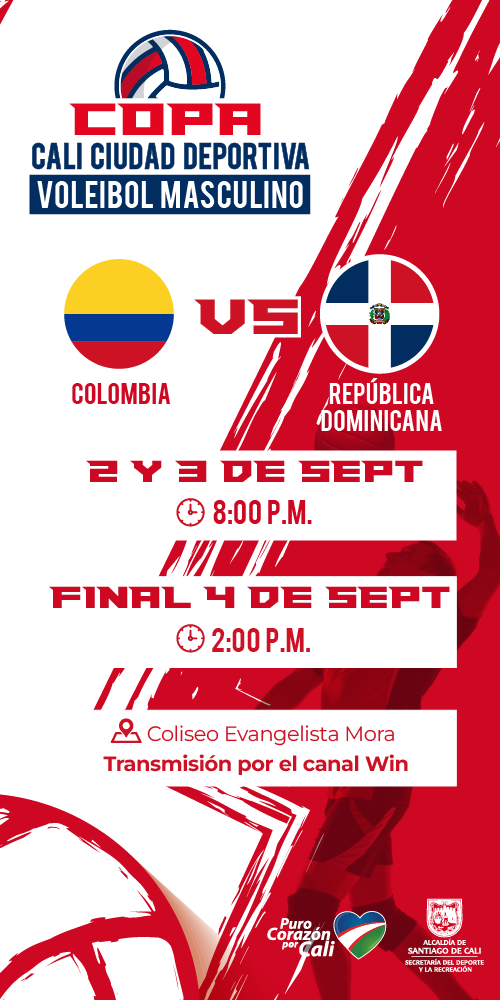 COPA
CALI CIUDAD DEPORTIVA
VOLEIBOL MASCULINO
VS
COLOMBIA
REPÚBLICA
DOMINICANA
2 Y 3 DE SEPT
8:00 P.M.
FINAL 4 DE SEPT
2:00 P.M.
Coliseo Evangelista Mora
Transmisión por el canal Win
Puro
Corazón
por Cali
ALCALDÍA DE
SANTIAGO DE CALI
SECRETARÍA DEL DEPORTE
Y LA RECREACIÓN